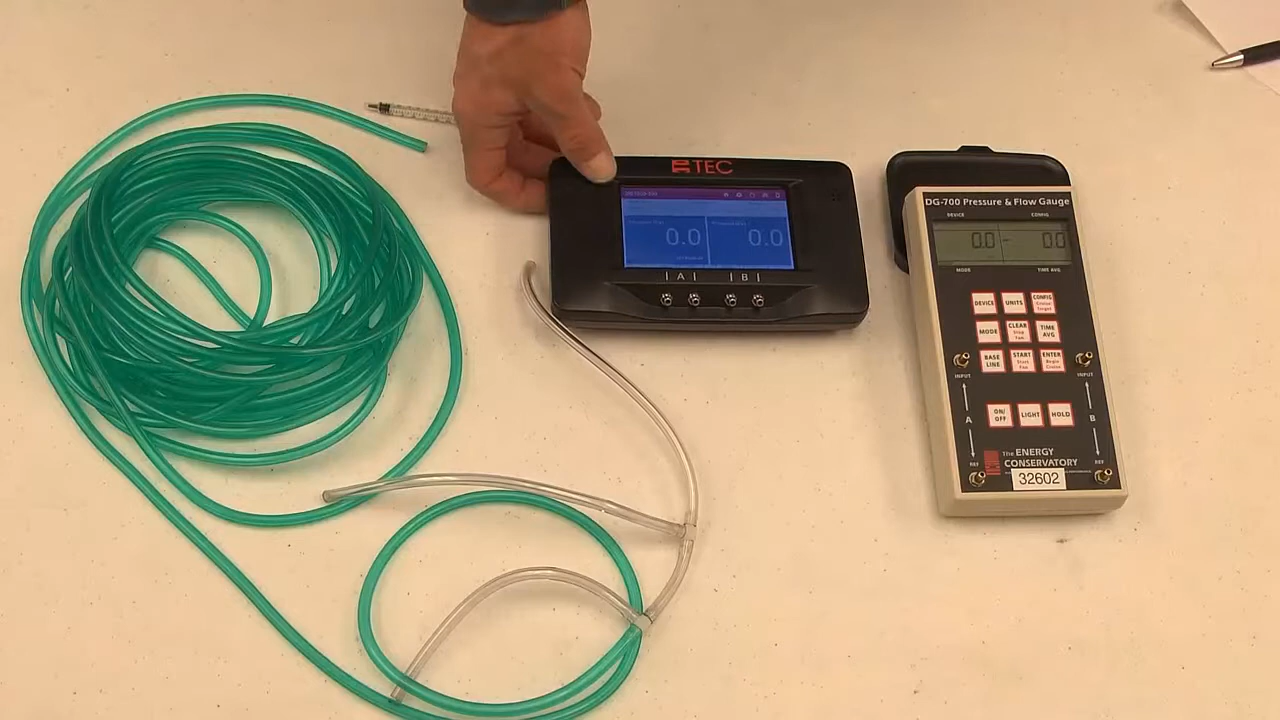 TEC
0.0 0.0
A B
DG-700 Pressure & Flow Gauge
DEVICE CONFIG
0.0 0.0
MODE TIME AVG
DEVICE UNITS CONFIG
MODE CLEAR TIME AVG
BASE LINE START ENTER
Start Fan
INPUT INPUT
ON/OFF LIGHT HOLD
A B
REF REF
The ENERGY
CONSERVATORY
32602